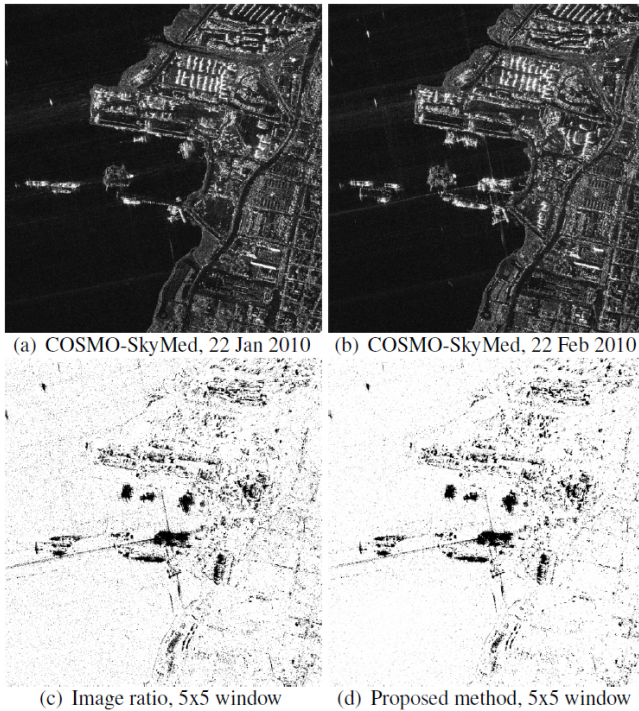 (a) COSMO-SkyMed, 22 Jan 2010
(b) COSMO-SkyMed, 22 Feb 2010
(c) Image ratio, 5x5 window
(d) Proposed method, 5x5 window